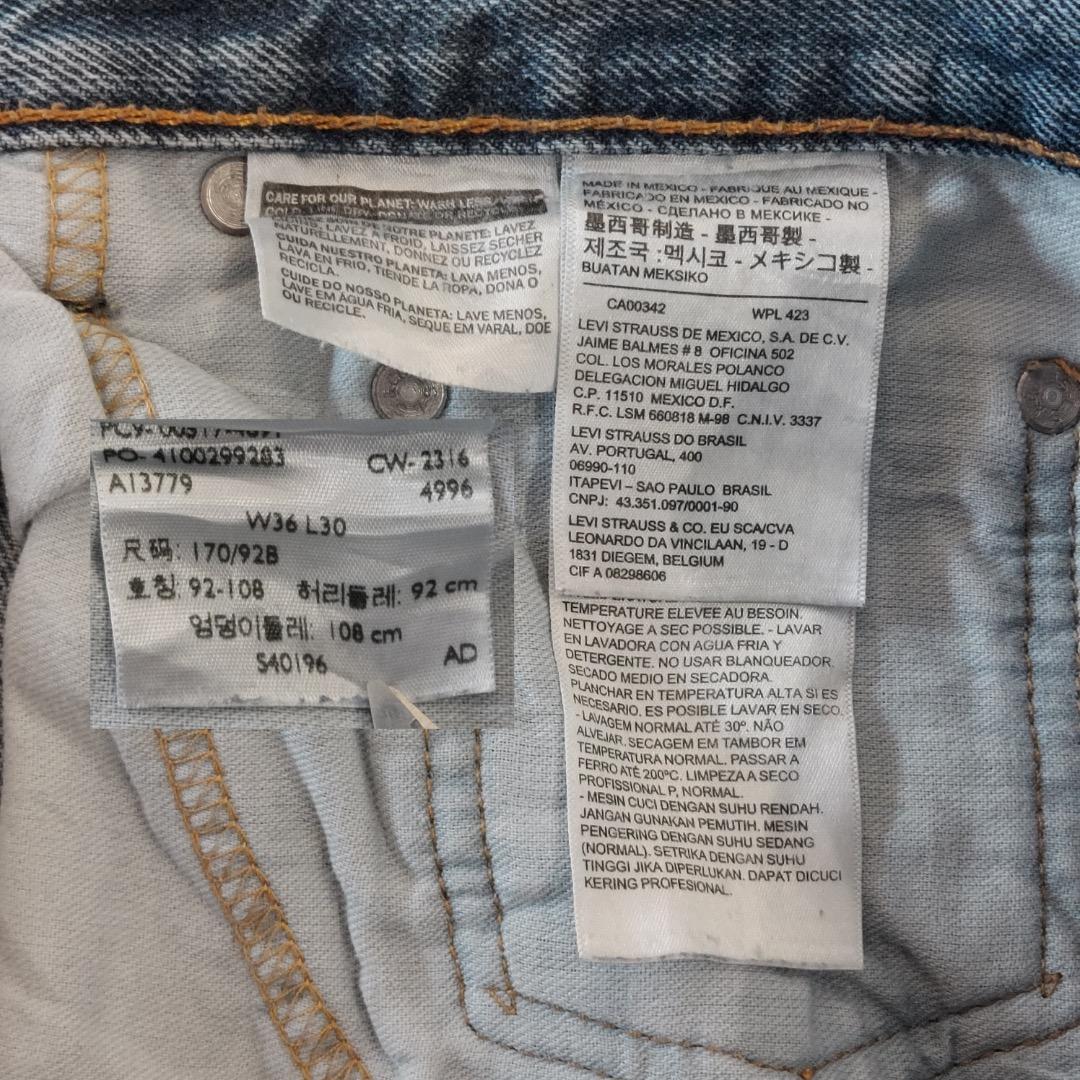 CARE FOR OUR PLANET: WASH LESS,
DE NOTRE PLANETE: LAVEZ
LAVEZ A FROID, LAISSEZ SECHER
NATURELLEMENT, DONNEZ OU RECYCLEZ
CUIDA NUESTRO PLANETA: LAVA MENOS,
LAVA EN FRIO, TIENDE LA ROPA, DONA O
RECICLA.
CUIDE DO NOSSO PLANETA: LAVE MENOS,
LAVE EM ÁGUA FRIA, SEQUE EM VARAL, DOE
OU RECICLE.
MADE IN MEXICO - FABRIQUE AU MEXIQUE -
FABRICADO EN MEXICO - FABRICADO NO
MÉXICO - СДЕЛАНО В МЕКСИКЕ -
墨西哥制造 - 墨西哥製 -
제조국 :멕시코 - メキシコ製 -
BUATAN MEKSIKO
CA00342 WPL 423
LEVI STRAUSS DE MEXICO, S.A. DE C.V.
JAIME BALMES # 8 OFICINA 502
COL. LOS MORALES POLANCO
DELEGACION MIGUEL HIDALGO
C.P. 11510 MEXICO D.F.
R.F.C. LSM 660818 M-98 C.N.I.V. 3337
LEVI STRAUSS DO BRASIL
AV. PORTUGAL, 400
06990-110
ITAPEVI – SAO PAULO BRASIL
CNPJ: 43.351.097/0001-90
LEVI STRAUSS & CO. EU SCA/CVA
LEONARDO DA VINCILAAN, 19 - D
1831 DIEGEM, BELGIUM
CIF A 08298606
TEMPERATURE ELEVEE AU BESOIN.
NETTOYAGE A SEC POSSIBLE. - LAVAR
EN LAVADORA CON AGUA FRIA Y
DETERGENTE. NO USAR BLANQUEADOR.
SECADO MEDIO EN SECADORA.
PLANCHAR EN TEMPERATURA ALTA SI ES
NECESARIO. ES POSIBLE LAVAR EN SECO.
- LAVAGEM NORMAL ATÉ 30º. NÃO
ALVEJAR. SECAGEM EM TAMBOR EM
TEMPERATURA NORMAL. PASSAR A
FERRO ATÉ 200ºC. LIMPEZA A SECO
PROFISSIONAL P, NORMAL.
- MESIN CUCI DENGAN SUHU RENDAH.
JANGAN GUNAKAN PEMUTIH. MESIN
PENGERING DENGAN SUHU SEDANG
(NORMAL). SETRIKA DENGAN SUHU
TINGGI JIKA DIPERLUKAN. DAPAT DICUCI
KERING PROFESIONAL.
PO- 4100299283 CW- 2316
A13779 4996
W36 L30
尺码: 170/92B
호칭: 92-108 허리둘레: 92 cm
엉덩이둘레: 108 cm
S40196 AD